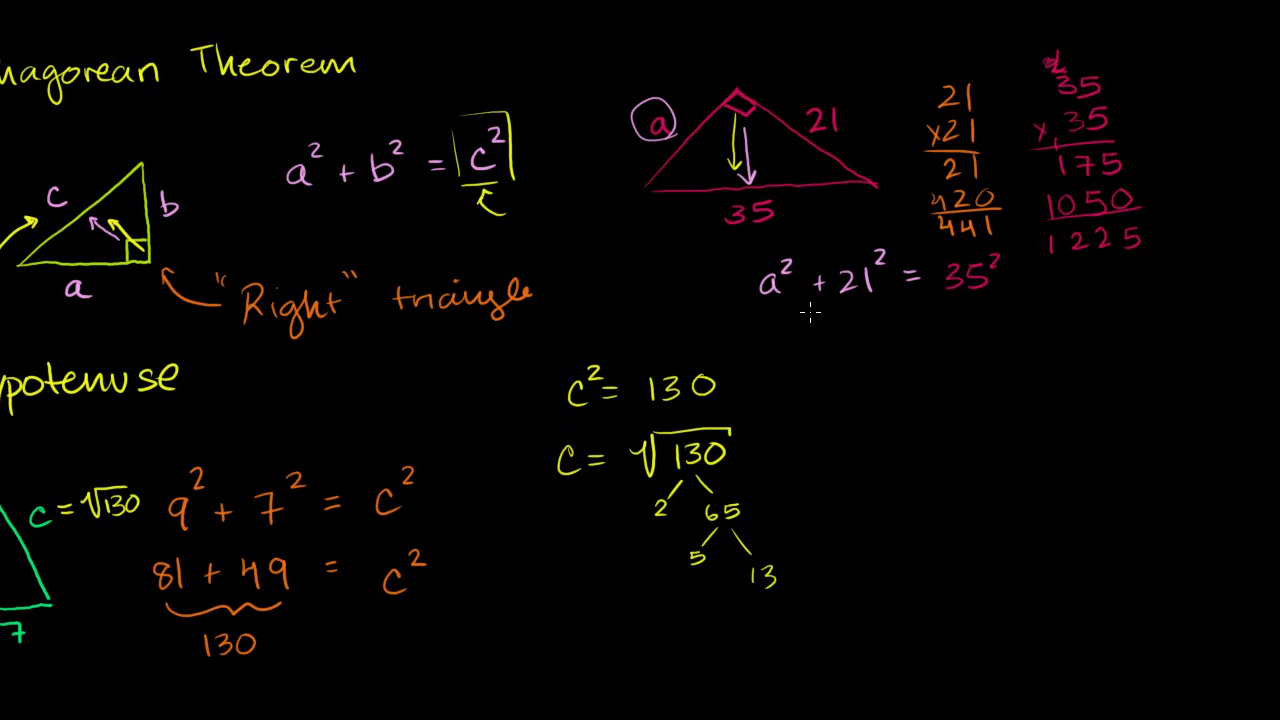 hagorean Theorem
a² + b² = c²
c
b
a
"Right" triangle
a
21
35
21
x21
21
420
441
2
35
x 35
175
1050
1225
a² + 21² = 35²
potenuse
c = √130
7
9² + 7² = c²
81 + 49 = c²
130
c² = 130
c = √130
2 65
5 13